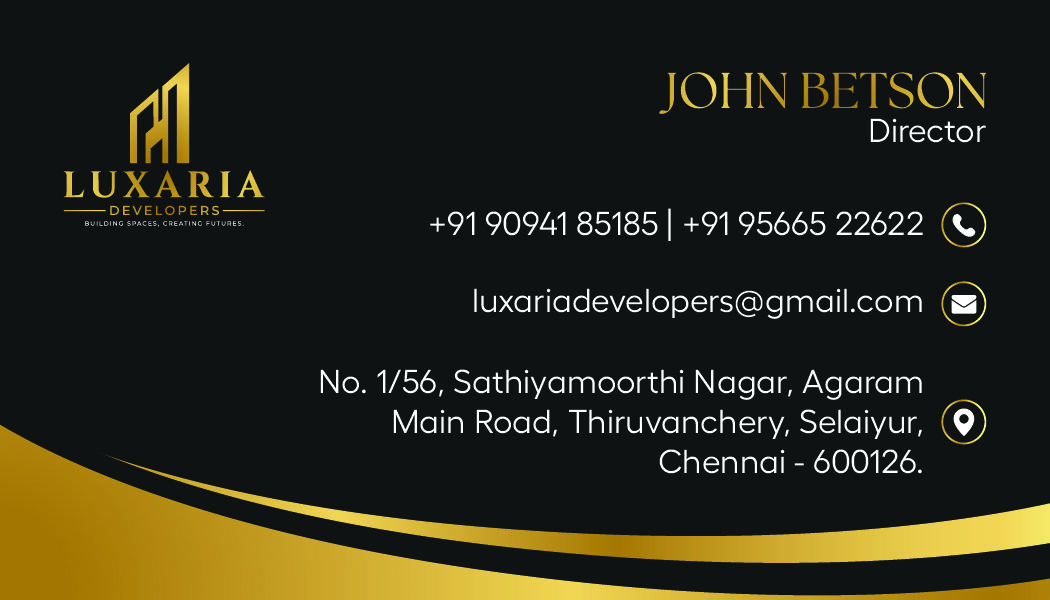 LUXARIA
DEVELOPERS
BUILDING SPACES, CREATING FUTURES.
JOHN BETSON
Director
+91 90941 85185 | +91 95665 22622
luxariadevelopers@gmail.com
No. 1/56, Sathiyamoorthi Nagar, Agaram
Main Road, Thiruvanchery, Selaiyur,
Chennai - 600126.